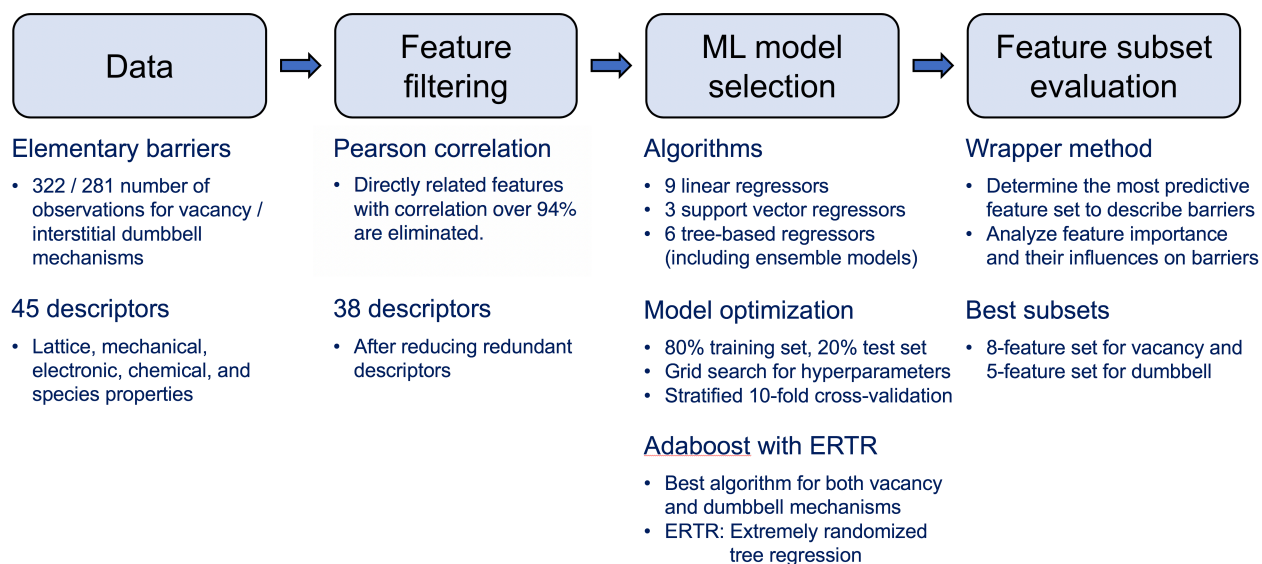 Data
Elementary barriers
• 322 / 281 number of
observations for vacancy /
interstitial dumbbell
mechanisms
45 descriptors
• Lattice, mechanical,
electronic, chemical, and
species properties
Feature
filtering
Pearson correlation
• Directly related features
with correlation over 94%
are eliminated.
38 descriptors
• After reducing redundant
descriptors
ML model
selection
Algorithms
• 9 linear regressors
• 3 support vector regressors
• 6 tree-based regressors
(including ensemble models)
Model optimization
• 80% training set, 20% test set
• Grid search for hyperparameters
• Stratified 10-fold cross-validation
Adaboost with ERTR
• Best algorithm for both vacancy
and dumbbell mechanisms
• ERTR: Extremely randomized
tree regression
Feature subset
evaluation
Wrapper method
• Determine the most predictive
feature set to describe barriers
• Analyze feature importance
and their influences on barriers
Best subsets
• 8-feature set for vacancy and
5-feature set for dumbbell